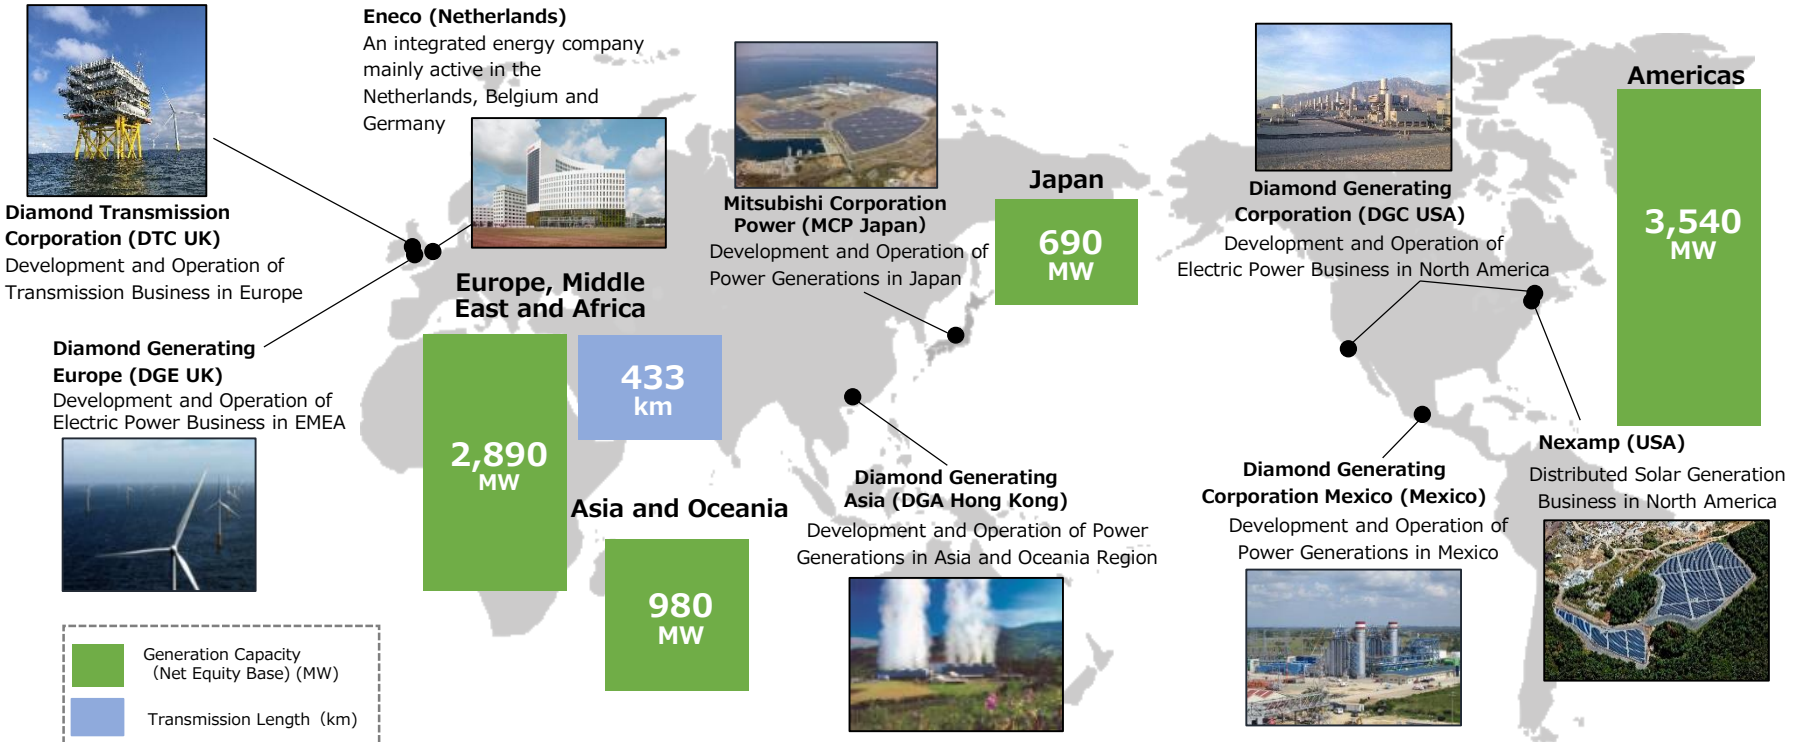 Eneco (Netherlands)
An integrated energy company
mainly active in the
Netherlands, Belgium and
Germany
Diamond Transmission
Corporation (DTC UK)
Development and Operation of
Transmission Business in Europe
Diamond Generating
Europe (DGE UK)
Development and Operation of
Electric Power Business in EMEA
Europe, Middle
East and Africa
2,890
MW
433
km
Mitsubishi Corporation
Power (MCP Japan)
Development and Operation of
Power Generations in Japan
Japan
690
MW
Asia and Oceania
980
MW
Diamond Generating
Asia (DGA Hong Kong)
Development and Operation of Power
Generations in Asia and Oceania Region
Diamond Generating
Corporation (DGC USA)
Development and Operation of
Electric Power Business in North America
Americas
3,540
MW
Diamond Generating
Corporation Mexico (Mexico)
Development and Operation of
Power Generations in Mexico
Nexamp (USA)
Distributed Solar Generation
Business in North America
Generation Capacity
(Net Equity Base) (MW)
Transmission Length (km)